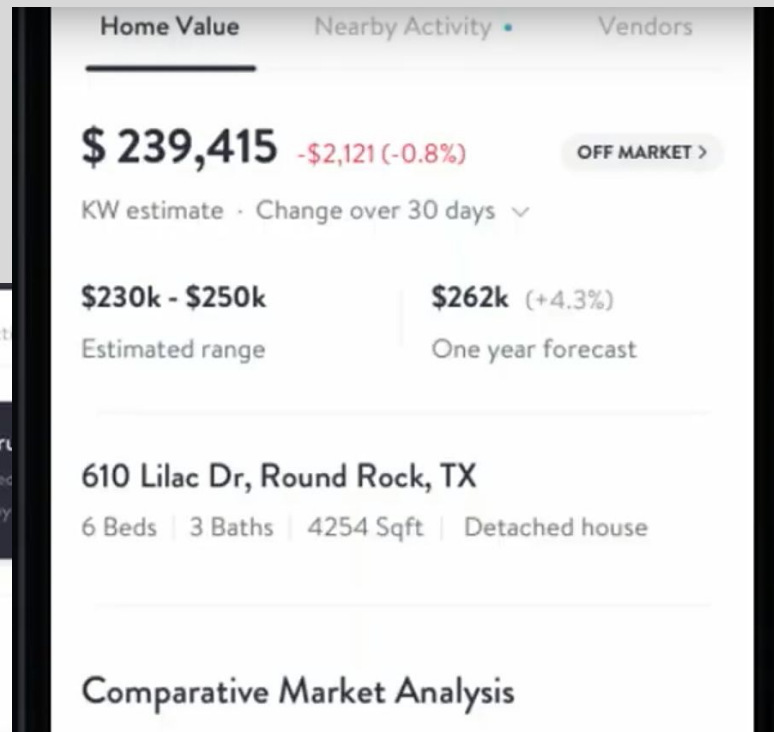 Home Value Nearby Activity Vendors
$ 239,415 -$2,121 (-0.8%) OFF MARKET >
KW estimate · Change over 30 days
$230k - $250k $262k (+4.3%)
Estimated range One year forecast
610 Lilac Dr, Round Rock, TX
6 Beds 3 Baths 4254 Sqft Detached house
Comparative Market Analysis